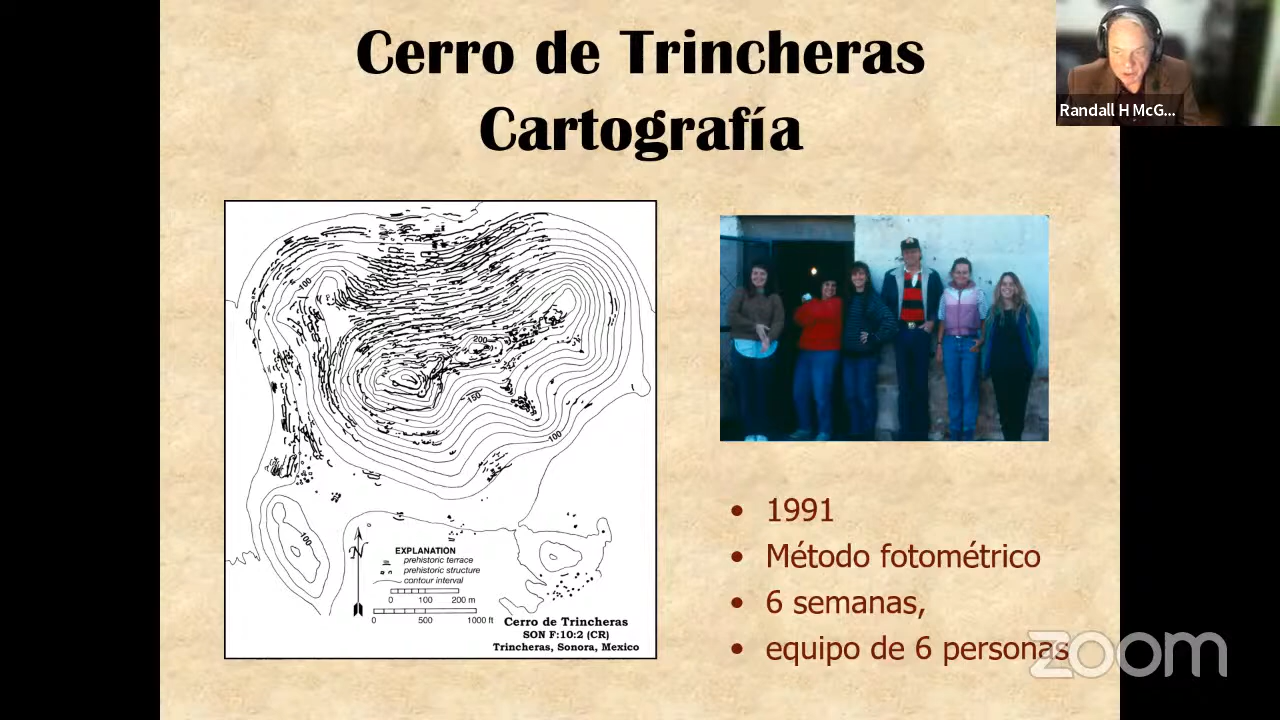 Cerro de Trincheras
Cartografía
Randall H McG...
100
200
150
100
100
N
EXPLANATION
prehistoric terrace
prehistoric structure
contour interval
0 100 200 m
0 500 1000 ft
Cerro de Trincheras
SON F:10:2 (CR)
Trincheras, Sonora, Mexico
• 1991
• Método fotométrico
• 6 semanas,
• equipo de 6 personas
zoom